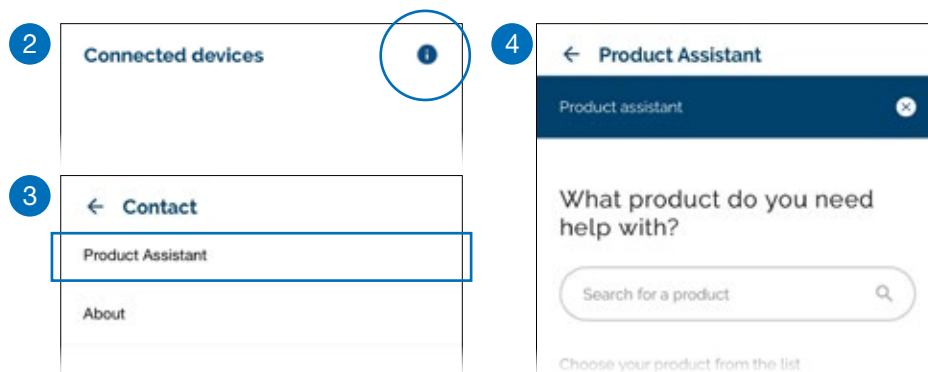 2
Connected devices
3
← Contact
Product Assistant
About
4
← Product Assistant
Product assistant
What product do you need
help with?
Search for a product
Choose your product from the list